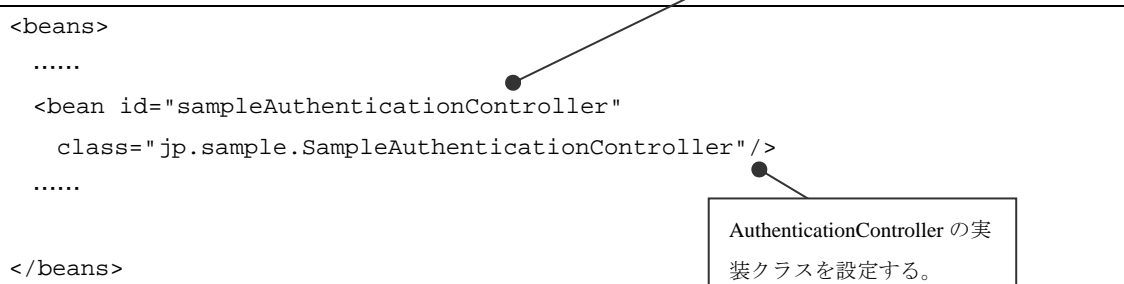 <beans>
……
<bean id="sampleAuthenticationController"
class="jp.sample.SampleAuthenticationController"/>
……
AuthenticationController の実
装クラスを設定する。
</beans>